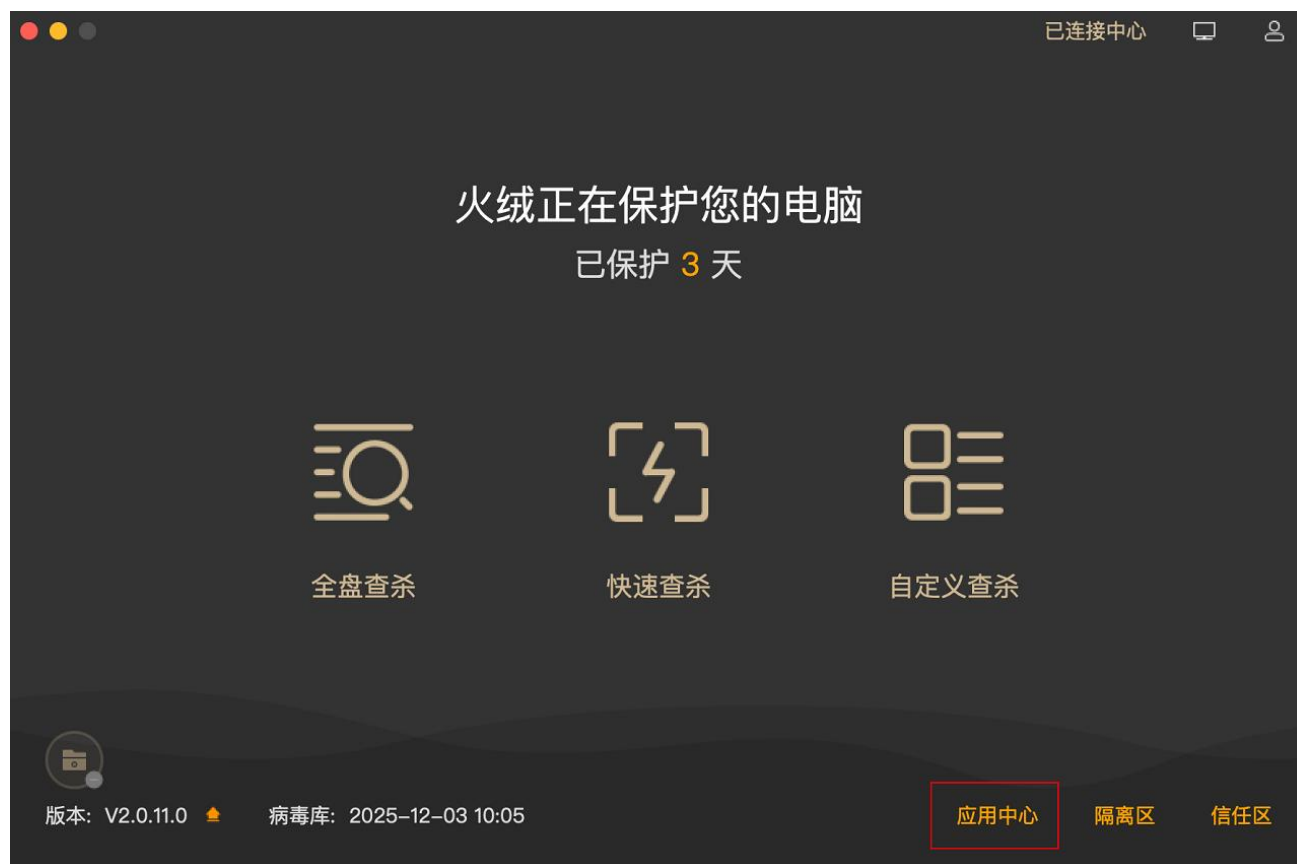 已连接中心
火绒正在保护您的电脑
已保护 3 天
全盘查杀 快速查杀 自定义查杀
版本: V2.0.11.0 病毒库: 2025-12-03 10:05 应用中心 隔离区 信任区